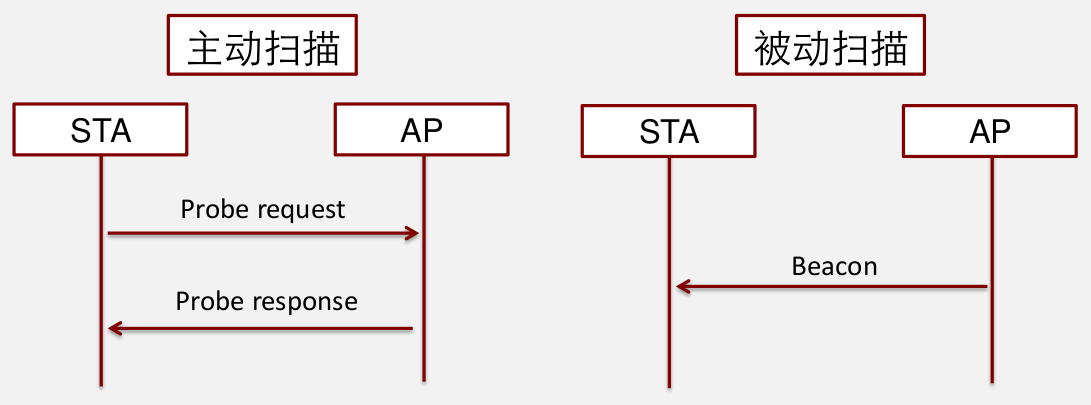 主动扫描
STA
AP
Probe request
Probe response
被动扫描
STA
AP
Beacon